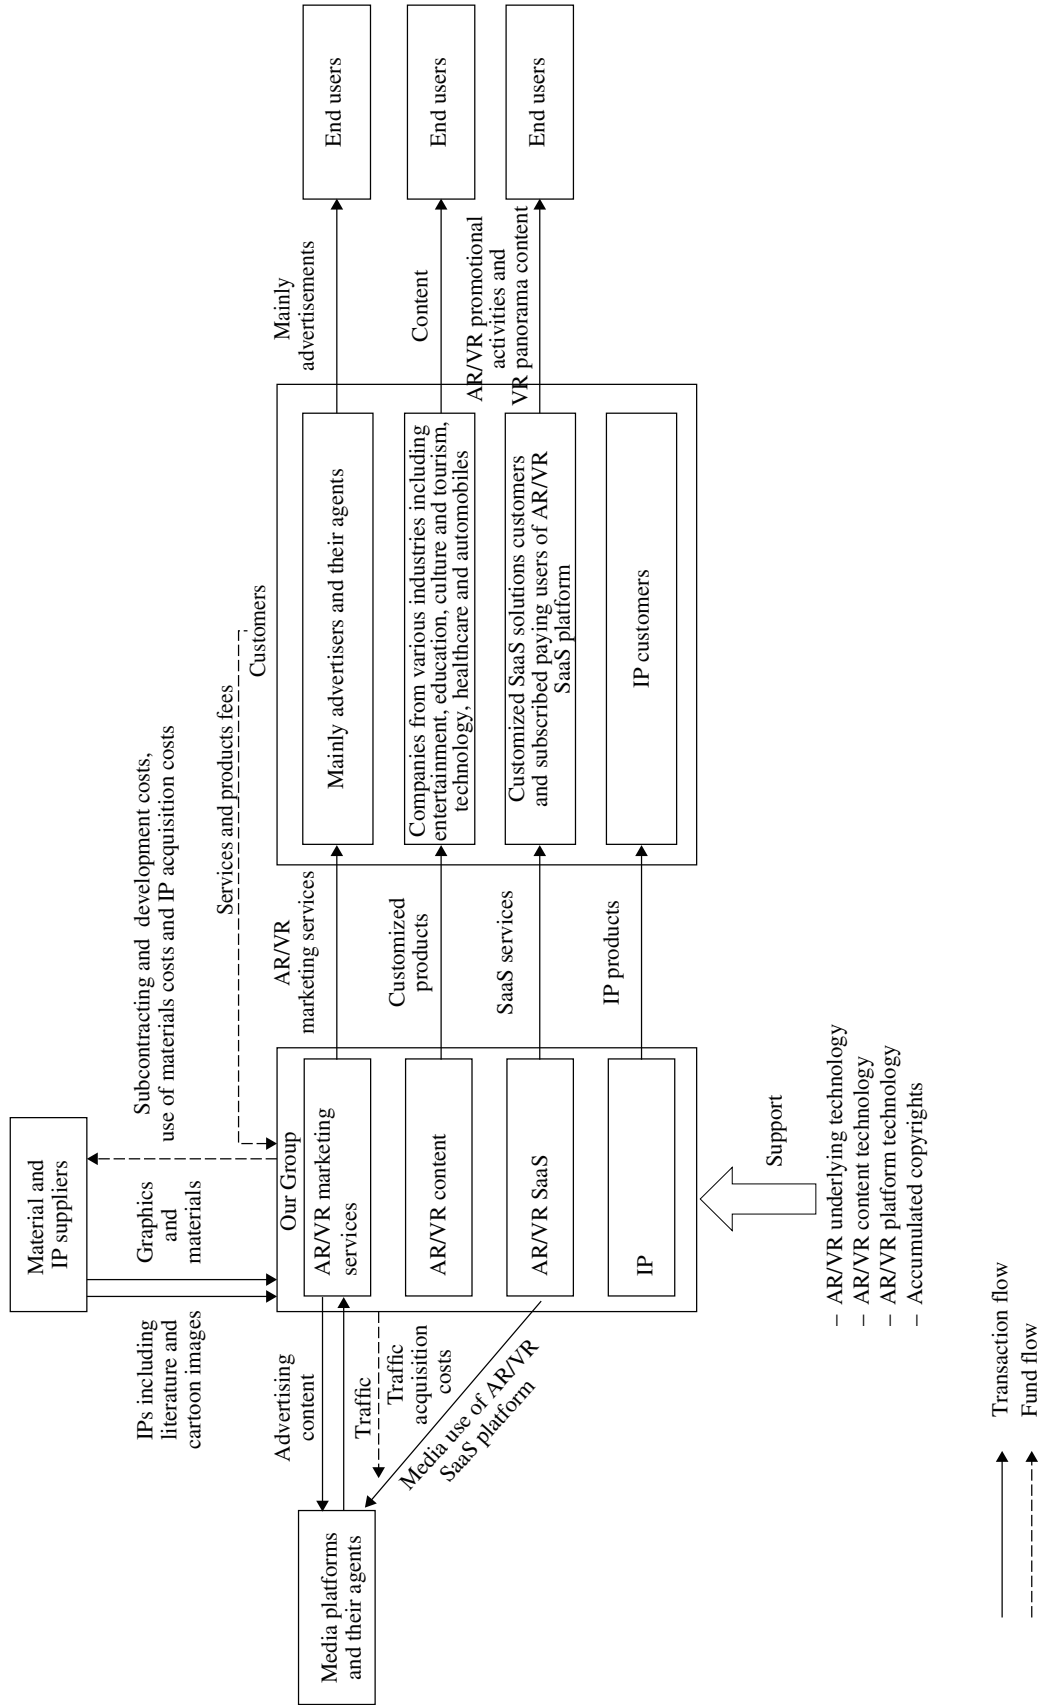 Material and
IP suppliers
IPs including
literature and
cartoon images
Graphics
and
materials
Subcontracting and development costs,
use of materials costs and IP acquisition costs
Services and products fees
Media platforms
and their agents
Advertising
content
Traffic
Traffic
acquisition
costs
Media use of AR/VR
SaaS platform
Our Group
AR/VR marketing
services
AR/VR content
AR/VR SaaS
IP
AR/VR
marketing services
Customized
products
SaaS services
IP products
Customers
Mainly advertisers and their agents
Companies from various industries including
entertainment, education, culture and tourism,
technology, healthcare and automobiles
Customized SaaS solutions customers
and subscribed paying users of AR/VR
SaaS platform
IP customers
Mainly
advertisements
Content
AR/VR promotional
activities and
VR panorama content
End users
End users
End users
Support
– AR/VR underlying technology
– AR/VR content technology
– AR/VR platform technology
– Accumulated copyrights
Transaction flow
Fund flow